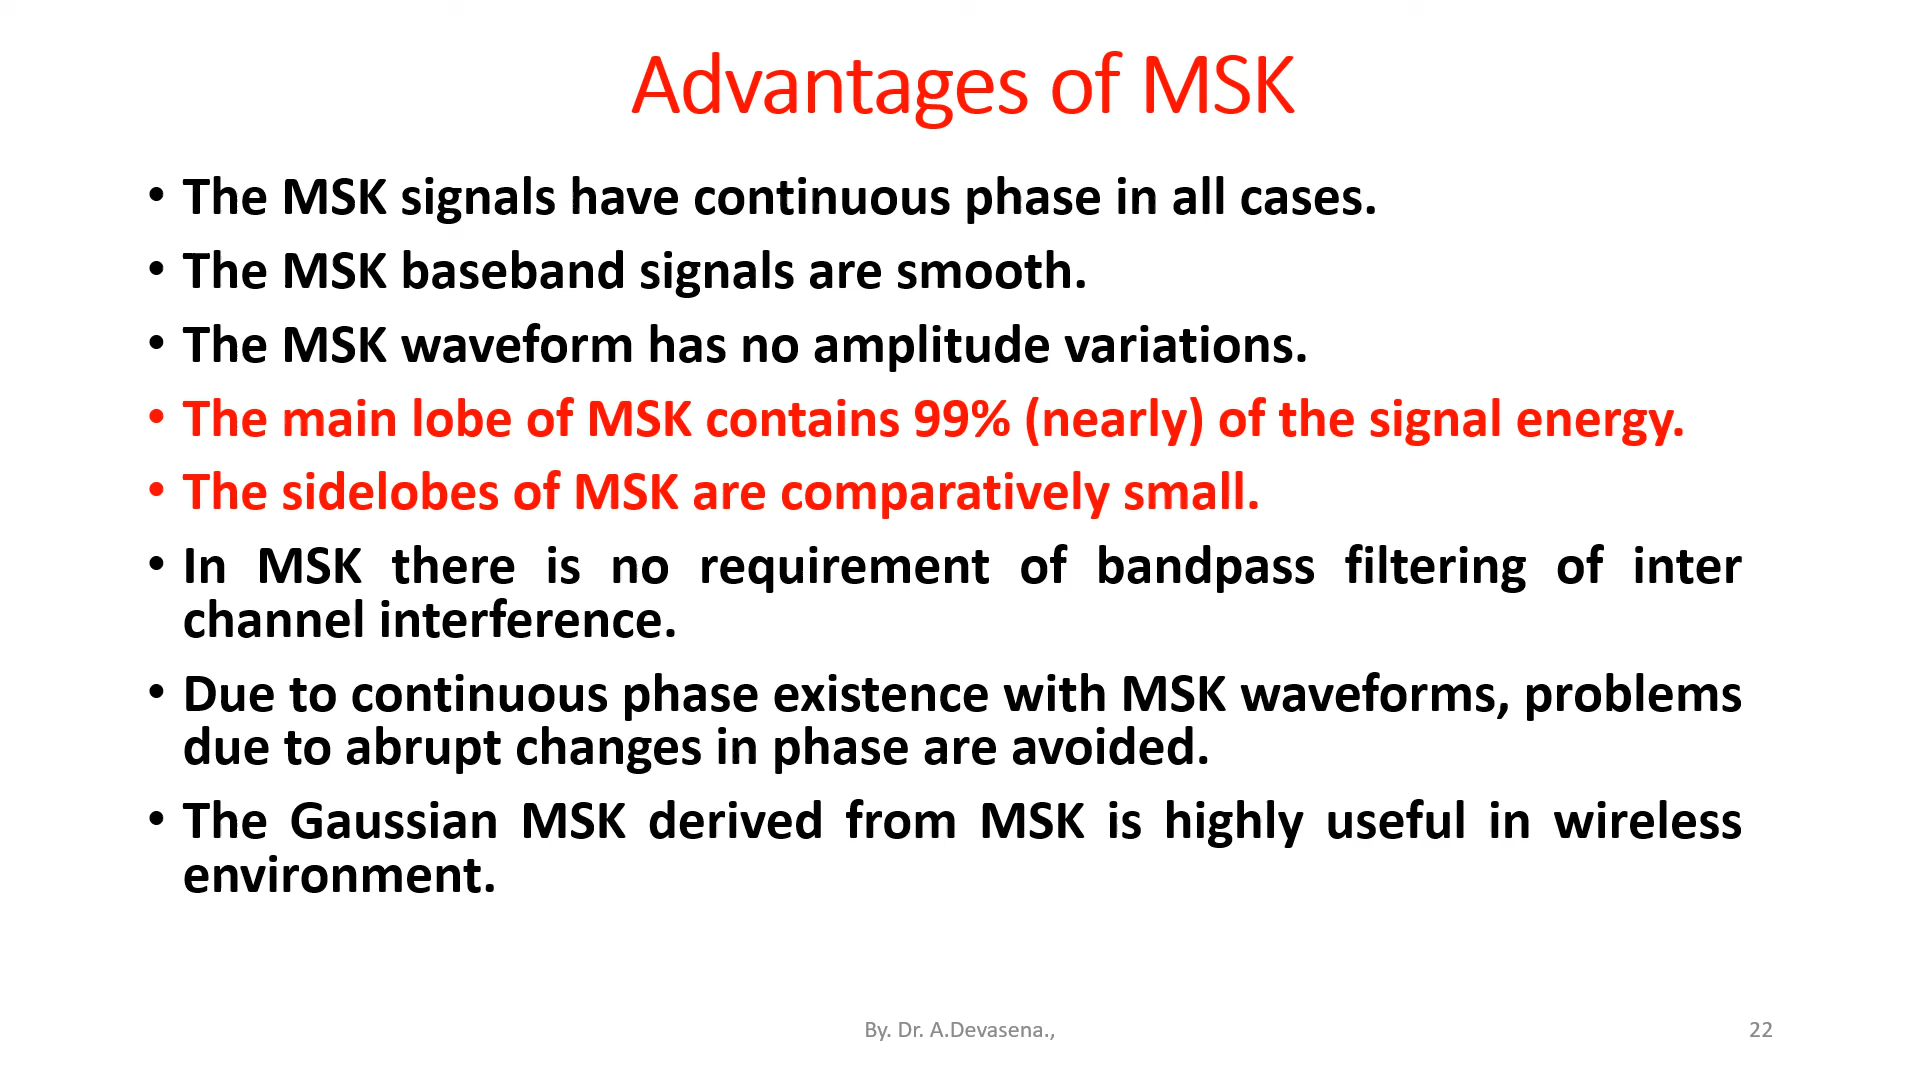 Advantages of MSK
• The MSK signals have continuous phase in all cases.
• The MSK baseband signals are smooth.
• The MSK waveform has no amplitude variations.
• The main lobe of MSK contains 99% (nearly) of the signal energy.
• The sidelobes of MSK are comparatively small.
• In MSK there is no requirement of bandpass filtering of inter
channel interference.
• Due to continuous phase existence with MSK waveforms, problems
due to abrupt changes in phase are avoided.
• The Gaussian MSK derived from MSK is highly useful in wireless
environment.
By. Dr. A.Devasena.,
22